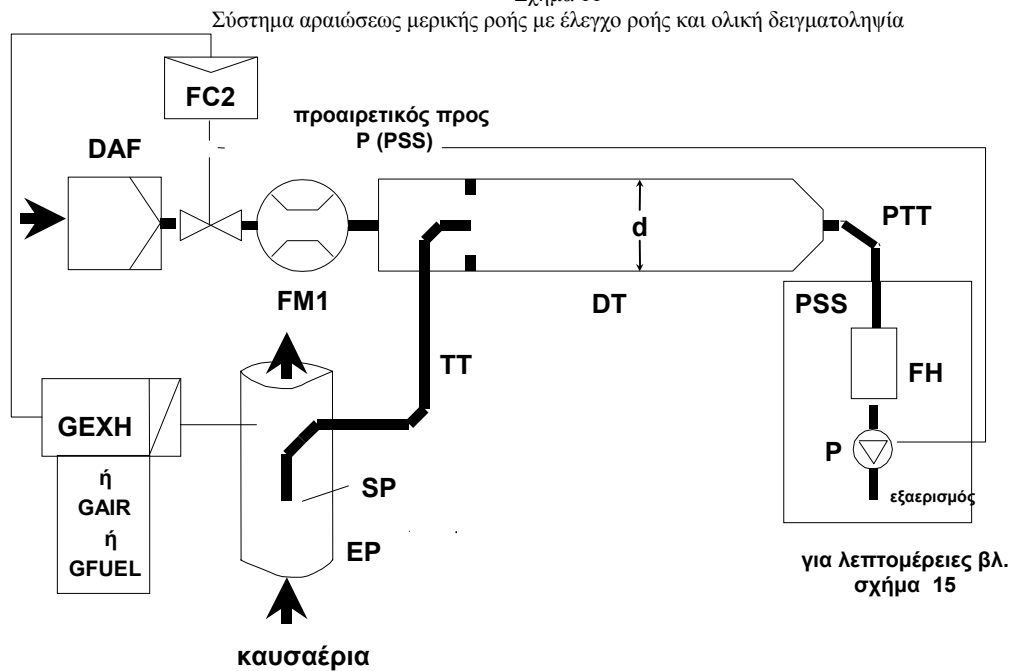 Σύστημα αραιώσεως μερικής ροής με έλεγχο ροής και ολική δειγματοληψία
FC2
προαιρετικός προς
P (PSS)
DAF
d
PTT
FM1
DT
PSS
TT
FH
GEXH
P
ή
GAIR
ή
GFUEL
SP
εξαερισμός
EP
για λεπτομέρειες βλ.
σχήμα 15
καυσαέρια